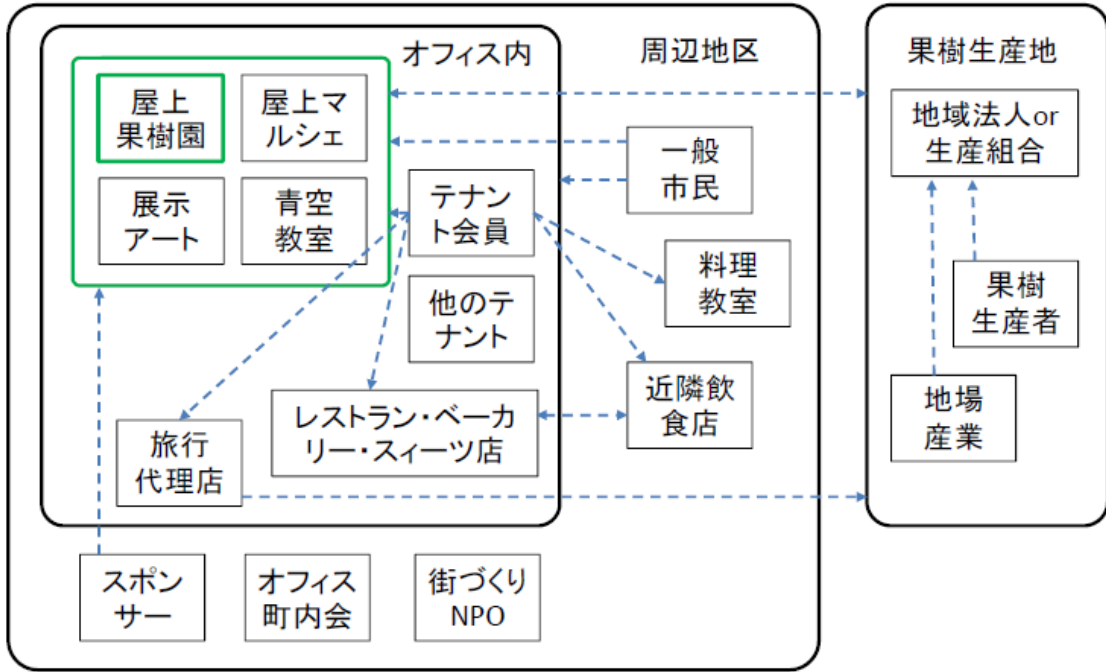 オフィス内
周辺地区
果樹生産地
屋上
果樹園
屋上マ
ルシェ
展示
アート
青空
教室
テナン
ト会員
他のテ
ナント
レストラン・ベーカ
リー・スィーツ店
旅行
代理店
一般
市民
料理
教室
近隣飲
食店
地域法人or
生産組合
果樹
生産者
地場
産業
スポン
サー
オフィス
町内会
街づくり
NPO